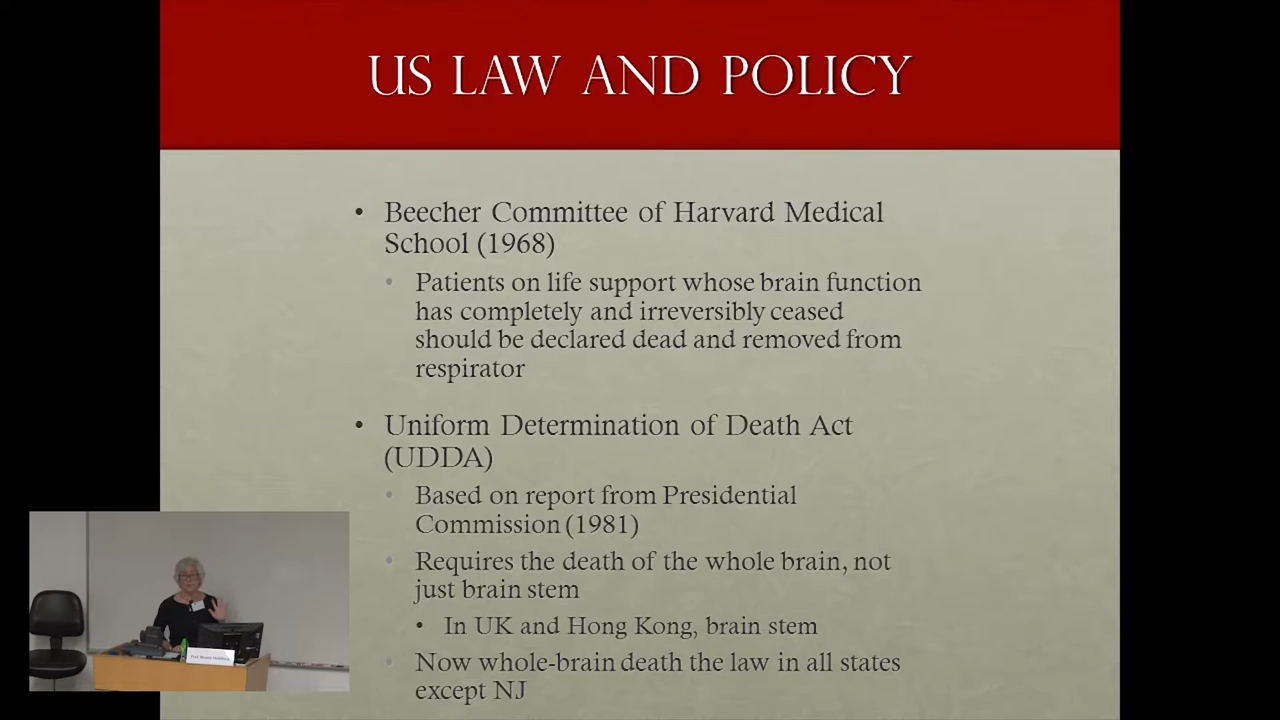 US LAW AND POLICY
• Beecher Committee of Harvard Medical
School (1968)
• Patients on life support whose brain function
has completely and irreversibly ceased
should be declared dead and removed from
respirator
• Uniform Determination of Death Act
(UDDA)
• Based on report from Presidential
Commission (1981)
• Requires the death of the whole brain, not
just brain stem
• In UK and Hong Kong, brain stem
• Now whole-brain death the law in all states
except NJ
Prof.